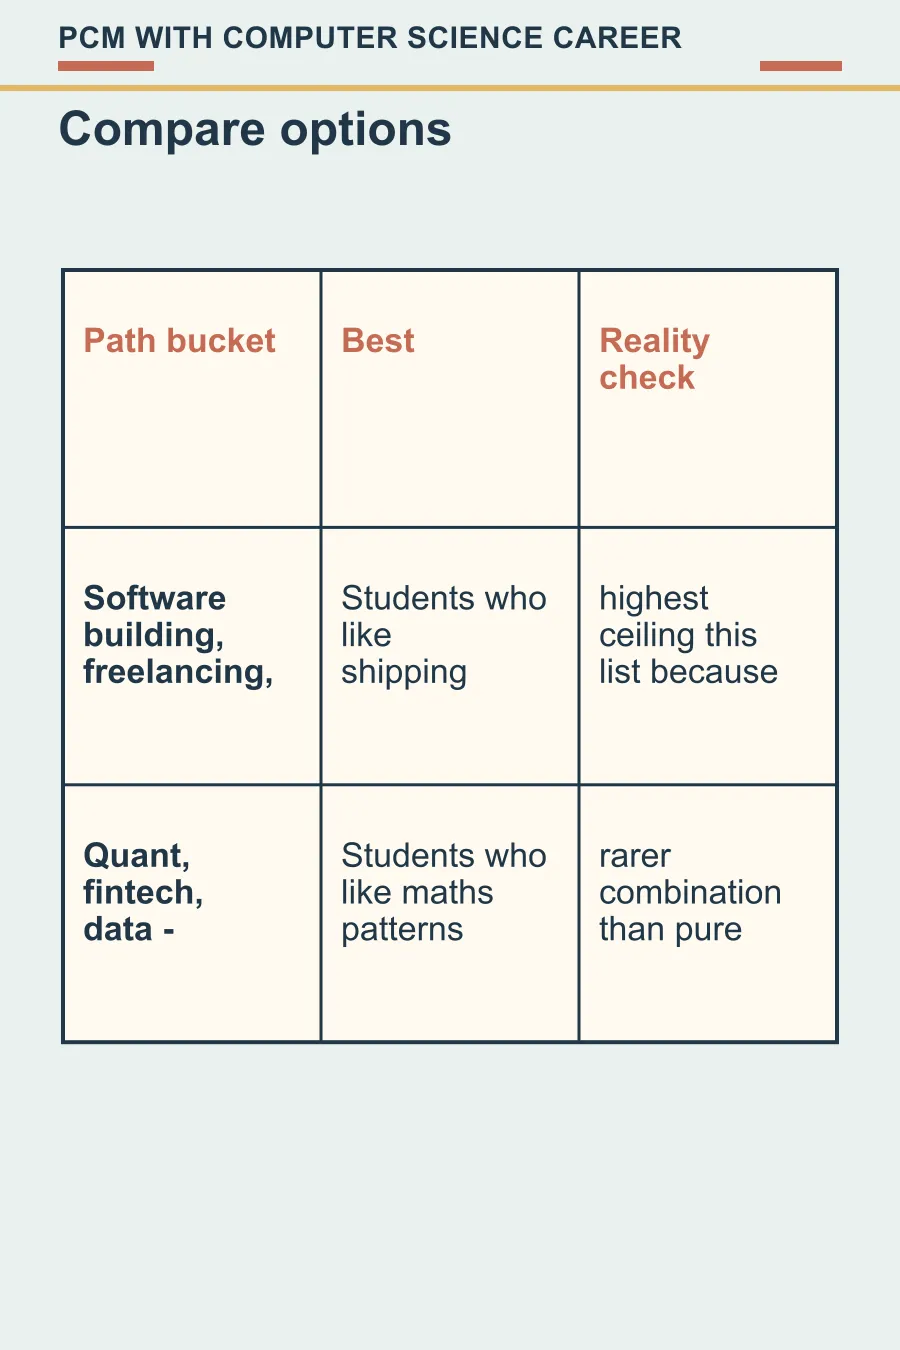 PCM WITH COMPUTER SCIENCE CAREER
Compare options
Path bucket
Best
Reality
check
Software
building,
freelancing,
Students who
like
shipping
highest
ceiling this
list because
Quant,
fintech,
data -
Students who
like maths
patterns
rarer
combination
than pure